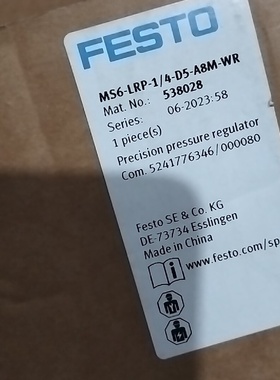 FESTO
MS6-LRP-1/4-D5-A8M-WR
Mat. No.: 538028
Series: 06-2023:58
1 piece(s)
Precision pressure regulator
Com. 5241776346/000080
Festo SE & Co. KG
DE-73734 Esslingen
Made in China
www.festo.com/sp